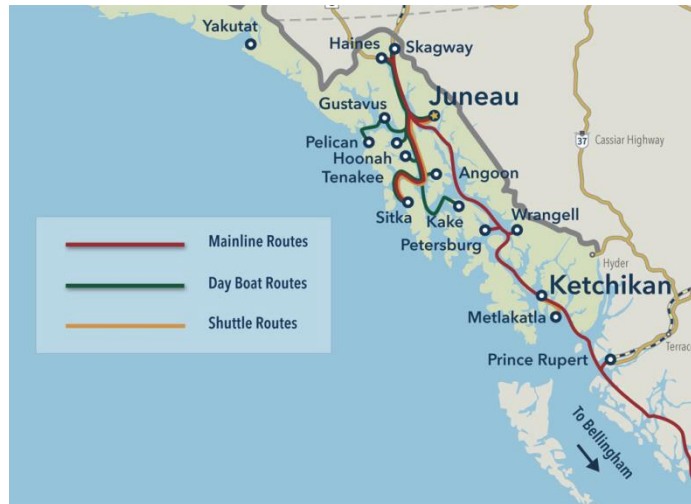 Yakutat
Haines
Skagway
Gustavus
Juneau
Pelican
Hoonah
Tenakee
Angoon
Sitka
Kake
Wrangell
Petersburg
Mainline Routes
Day Boat Routes
Shuttle Routes
37
Cassiar Highway
Hyder
Ketchikan
Metlakatla
Prince Rupert
Terrac
To Bellingham